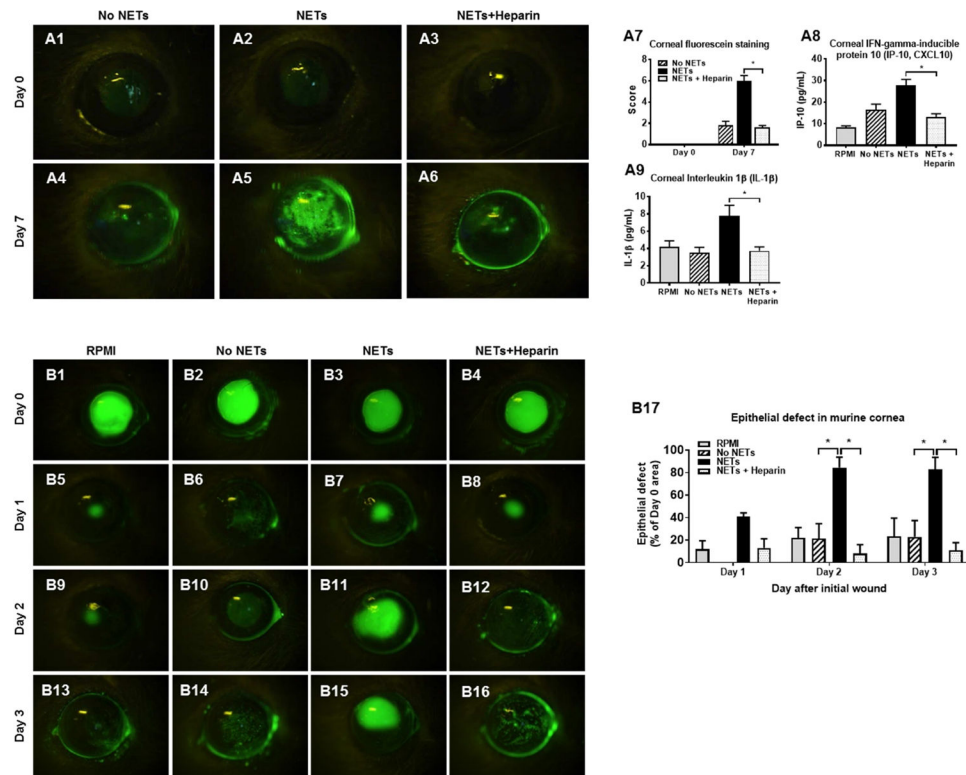 No NETs NETs NETs+Heparin
Day 0
A1 A2 A3
Day 7
A4 A5 A6
A7
Corneal fluorescein staining
No NETs
NETs
NETs + Heparin
*
Score
8
6
4
2
0
Day 0 Day 7
A8
Corneal IFN-gamma-inducible
protein 10 (IP-10, CXCL10)
*
IP-10 (pg/mL)
40
30
20
10
0
RPMI No NETs NETs NETs +
Heparin
A9
Corneal Interleukin 1β (IL-1β)
*
IL-1β (pg/mL)
10
8
6
4
2
0
RPMI No NETs NETs NETs +
Heparin
RPMI No NETs NETs NETs+Heparin
Day 0
B1 B2 B3 B4
Day 1
B5 B6 B7 B8
Day 2
B9 B10 B11 B12
Day 3
B13 B14 B15 B16
B17
Epithelial defect in murine cornea
RPMI
No NETs
NETs
NETs + Heparin
* * * *
Epithelial defect
(% of Day 0 area)
100
80
60
40
20
0
Day 1 Day 2 Day 3
Day after initial wound